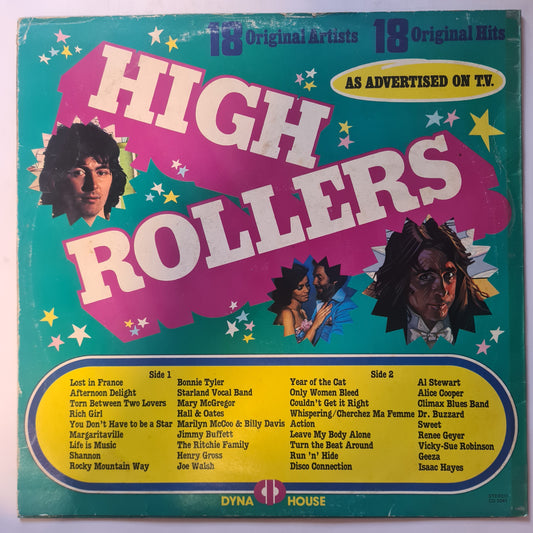 18 Original Artists 18 Original Hits
AS ADVERTISED ON T.V.
HIGH
ROLLERS
Side 1
Lost in France Bonnie Tyler
Afternoon Delight Starland Vocal Band
Torn Between Two Lovers Mary McGregor
Rich Girl Hall & Oates
You Don't Have to be a Star Marilyn McCoo & Billy Davis
Margaritaville Jimmy Buffett
Life is Music The Ritchie Family
Shannon Henry Gross
Rocky Mountain Way Joe Walsh
Side 2
Year of the Cat Al Stewart
Only Women Bleed Alice Cooper
Couldn't Get it Right Climax Blues Band
Whispering/Cherchez Ma Femme Dr. Buzzard
Action Sweet
Leave My Body Alone Renee Geyer
Turn the Beat Around Vicky-Sue Robinson
Run 'n' Hide Geeza
Disco Connection Isaac Hayes
STEREO
DYNA HOUSE